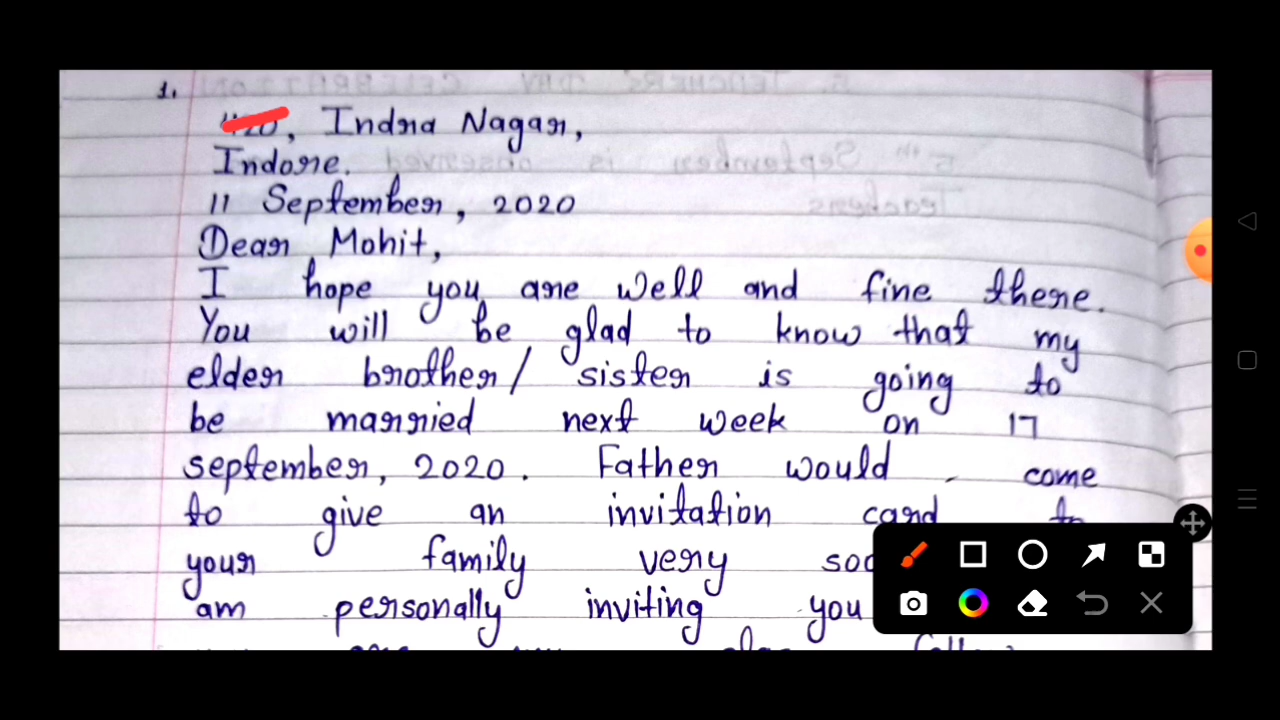 1.
Indra Nagar,
Indore.
11 September, 2020
Dear Mohit,
I hope you are well and fine there.
You will be glad to know that my
elder brother/ sister is going to
be married next week on 17
september, 2020. Father would come
to give an invitation card to
your family very
am personally inviting you